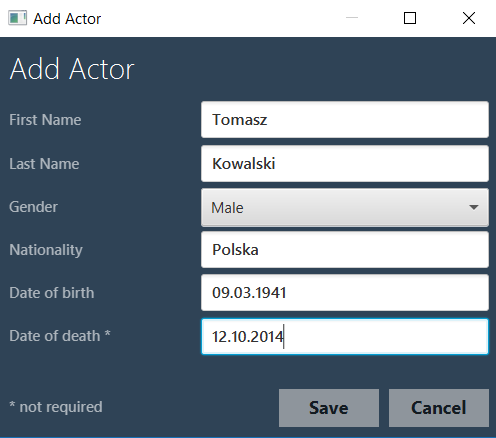 Add Actor
Add Actor
First Name Tomasz
Last Name Kowalski
Gender Male
Nationality Polska
Date of birth 09.03.1941
Date of death * 12.10.2014
* not required Save Cancel